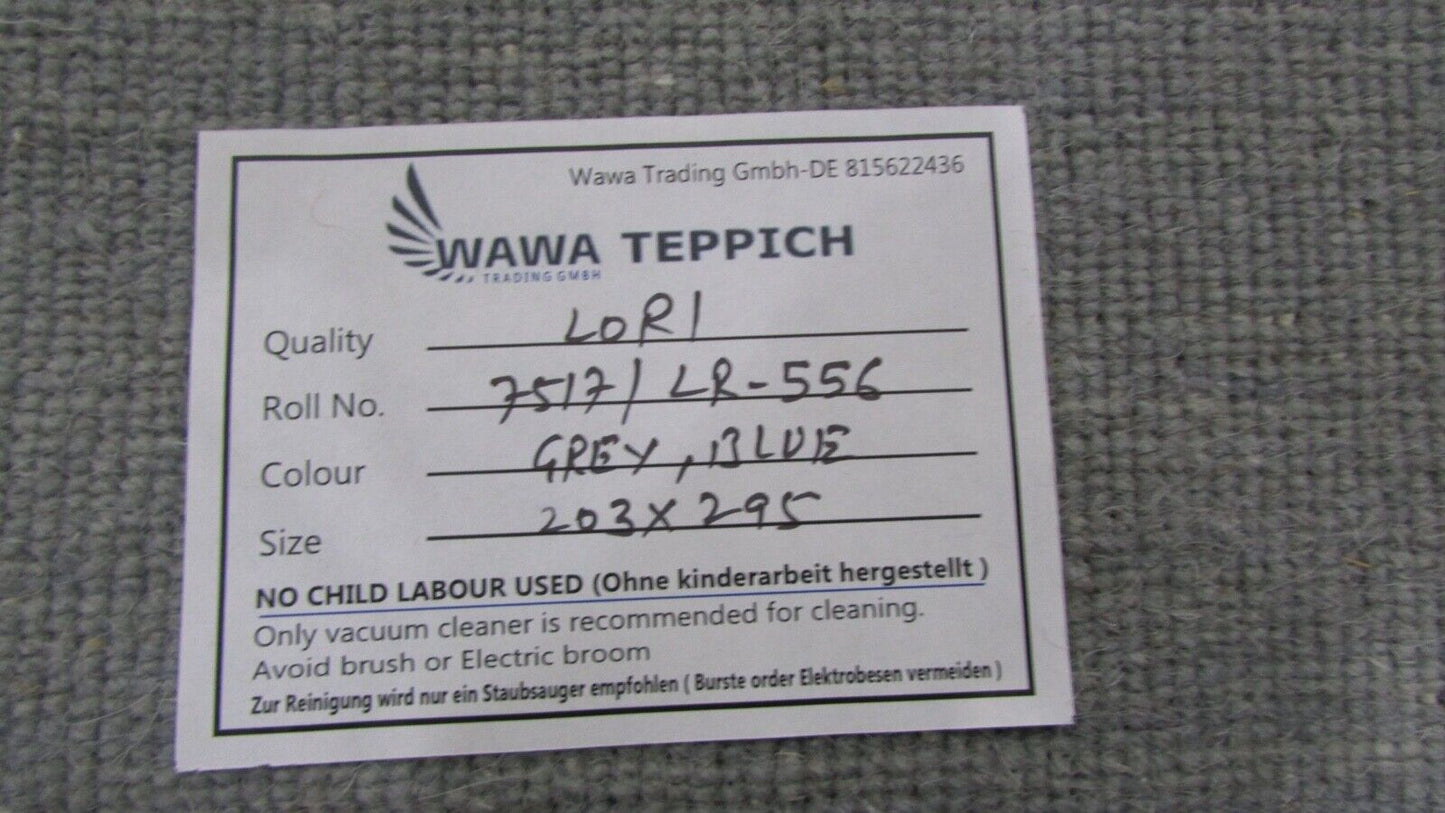 Wawa Trading Gmbh-DE 815622436
WAWA TEPPICH
TRADING GMBH
Quality LORI
Roll No. 7517/ LR-556
Colour GREY, BLUE
Size 203X 295
NO CHILD LABOUR USED (Ohne kinderarbeit hergestellt )
Only vacuum cleaner is recommended for cleaning.
Avoid brush or Electric broom
Zur Reinigung wird nur ein Staubsauger empfohlen ( Burste order Elektrobesen vermeiden )